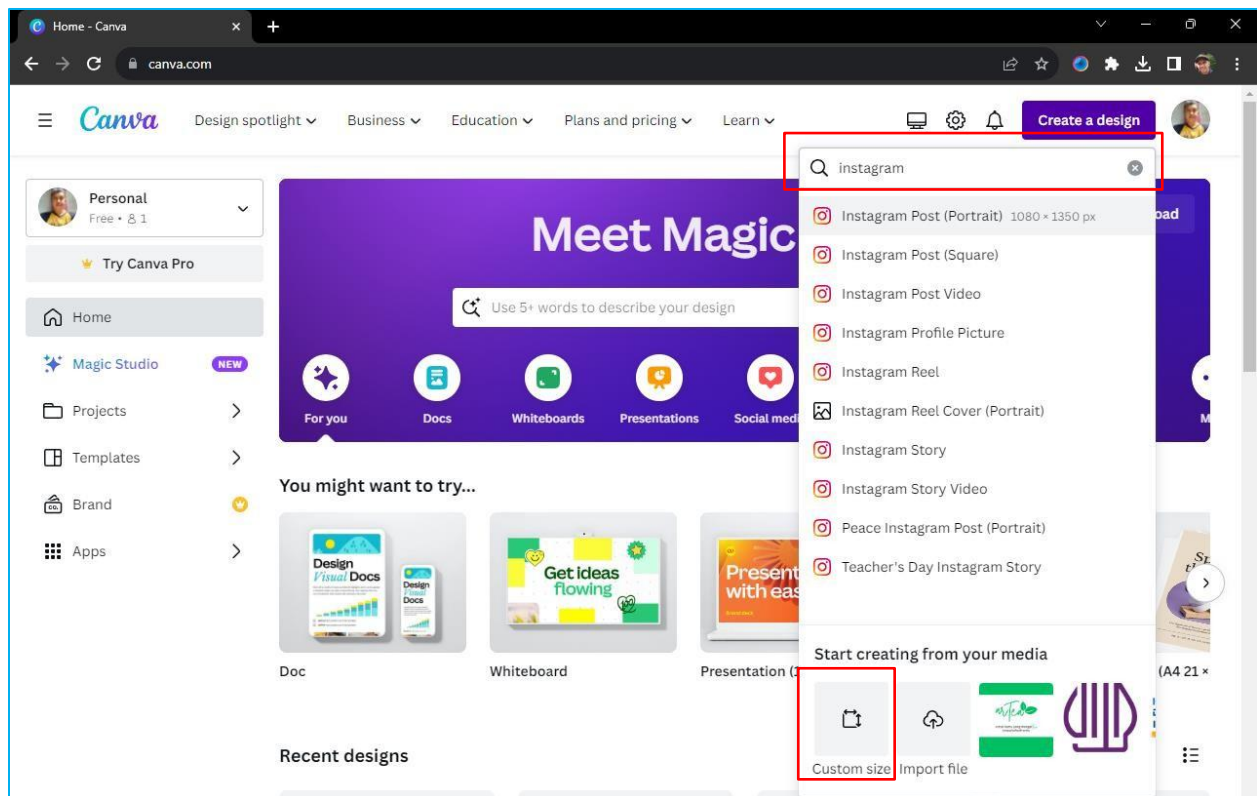 Home - Canva
canva.com
Canva
Design spotlight
Business
Education
Plans and pricing
Learn
Create a design
instagram
Personal
Free • 1
Try Canva Pro
Home
Magic Studio NEW
Projects
Templates
Brand
CO.
Apps
Meet Magic
Use 5+ words to describe your design
For you
Docs
Whiteboards
Presentations
Social medi
M
oad
Instagram Post (Portrait) 1080 × 1350 px
Instagram Post (Square)
Instagram Post Video
Instagram Profile Picture
Instagram Reel
Instagram Reel Cover (Portrait)
Instagram Story
Instagram Story Video
Peace Instagram Post (Portrait)
Teacher's Day Instagram Story
You might want to try...
Design
Visual Docs
Design
Visual
Docs
Get ideas
flowing
Present
with eas
Doc
Whiteboard
Presentation (1
(A4 21 ×
Start creating from your media
Custom size
Import file
Recent designs